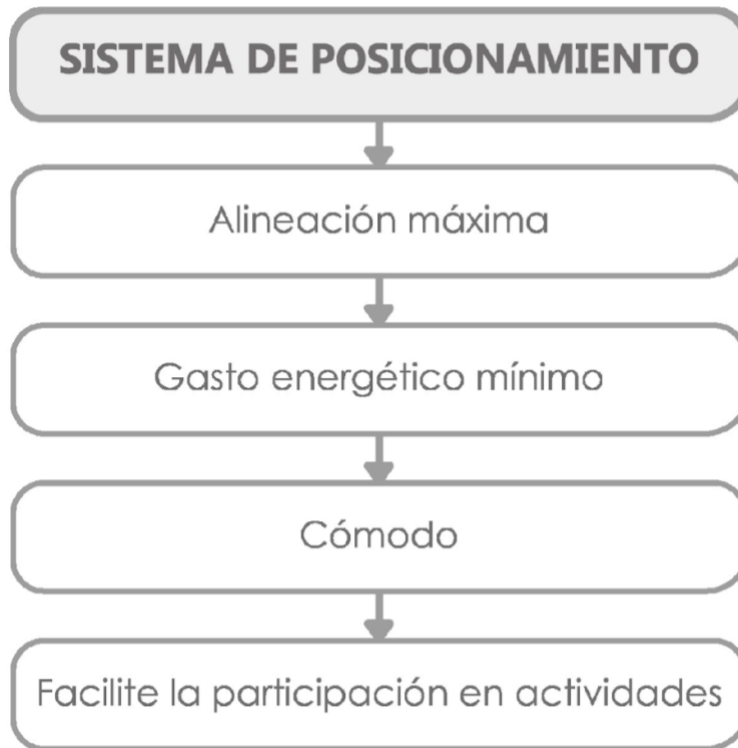 SISTEMA DE POSICIONAMIENTO
Alineación máxima
Gasto energético mínimo
Cómodo
Facilite la participación en actividades